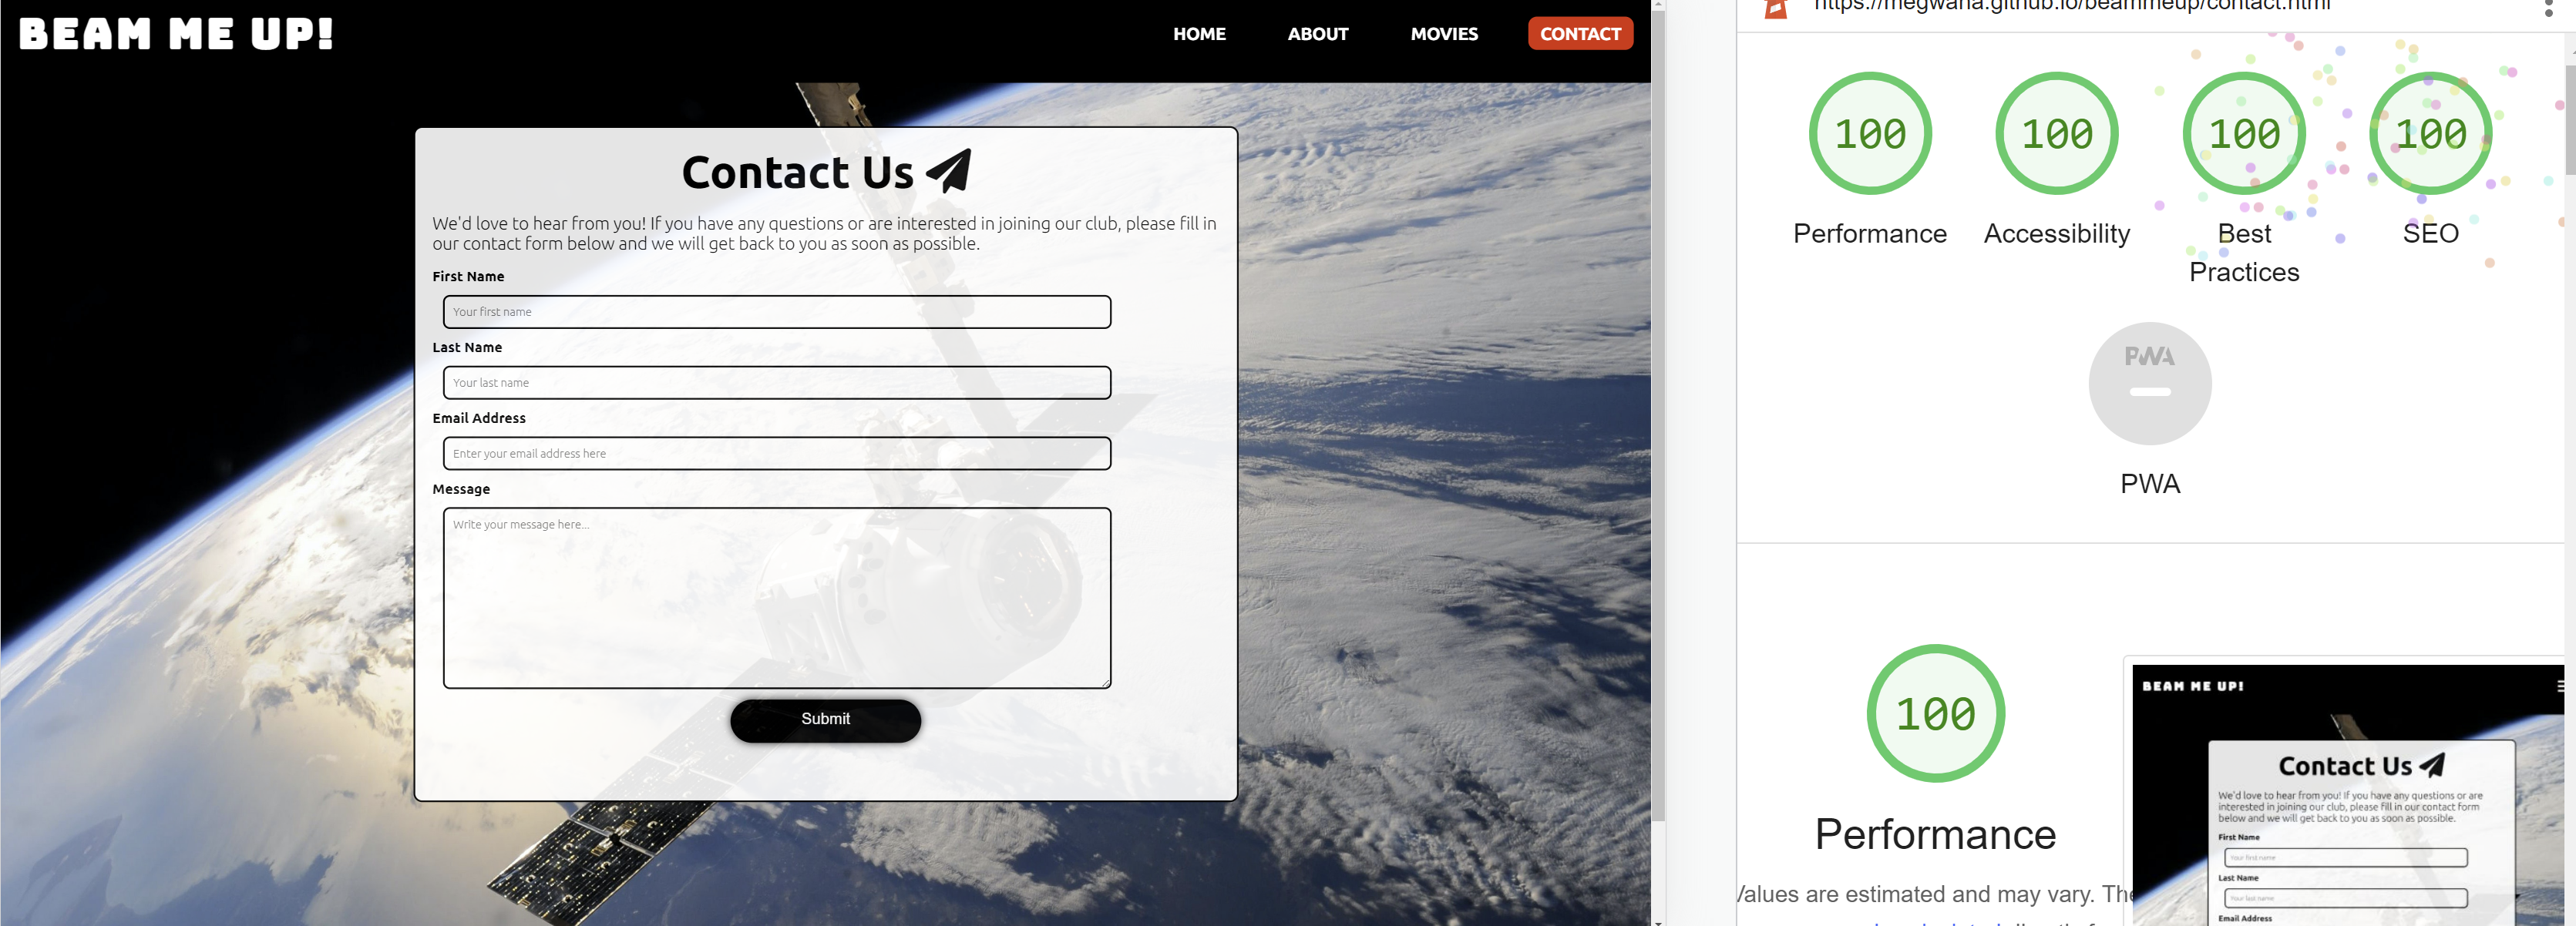 BEAM ME UP!
HOME ABOUT MOVIES CONTACT
Contact Us
We'd love to hear from you! If you have any questions or are interested in joining our club, please fill in
our contact form below and we will get back to you as soon as possible.
First Name
Your first name
Last Name
Your last name
Email Address
Enter your email address here
Message
Write your message here...
Submit
https://megwana.github.io/beammeup/contact.html
100 100 100 100
Performance Accessibility Best Practices SEO
PWA
PWA
100
Performance
Values are estimated and may vary. The
BEAM ME UP!
Contact Us
We'd love to hear from you! If you have any questions or are
interested in joining our club, please fill in our contact form
below and we will get back to you as soon as possible.
First Name
Your first name
Last Name
Your last name
Email Address